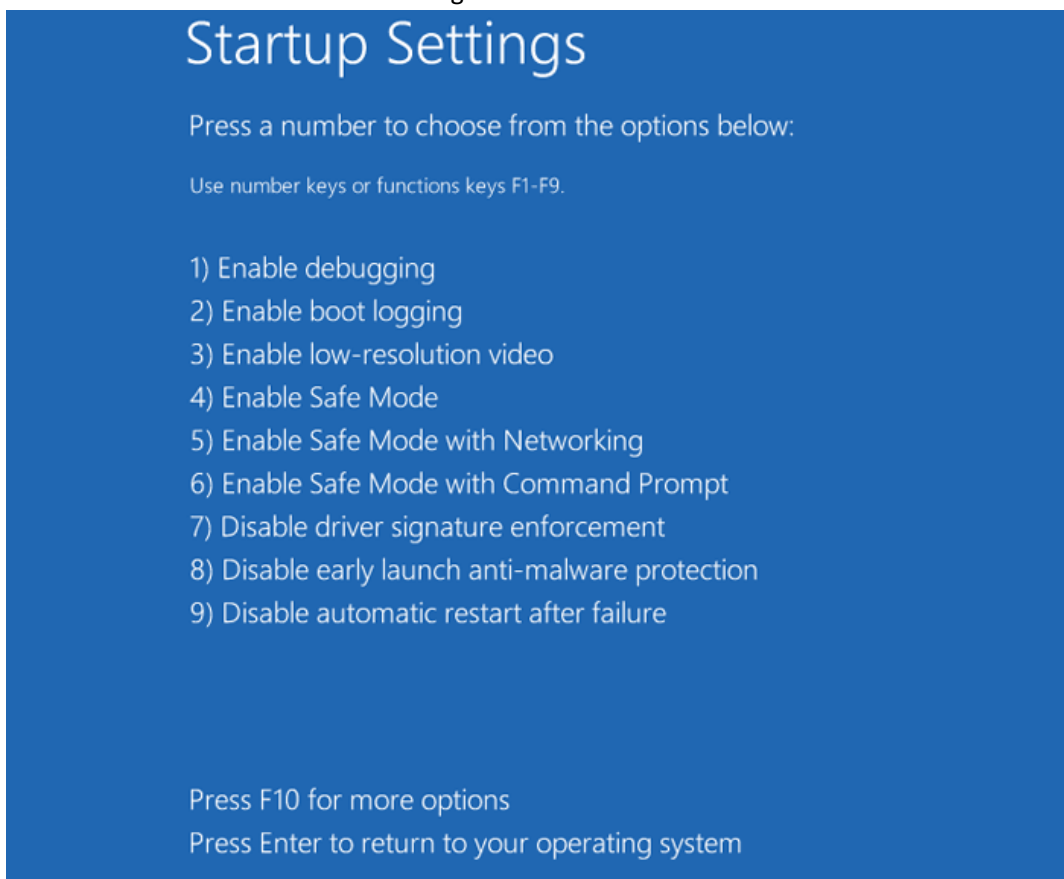 Startup Settings
Press a number to choose from the options below:
Use number keys or functions keys F1-F9.
1) Enable debugging
2) Enable boot logging
3) Enable low-resolution video
4) Enable Safe Mode
5) Enable Safe Mode with Networking
6) Enable Safe Mode with Command Prompt
7) Disable driver signature enforcement
8) Disable early launch anti-malware protection
9) Disable automatic restart after failure
Press F10 for more options
Press Enter to return to your operating system